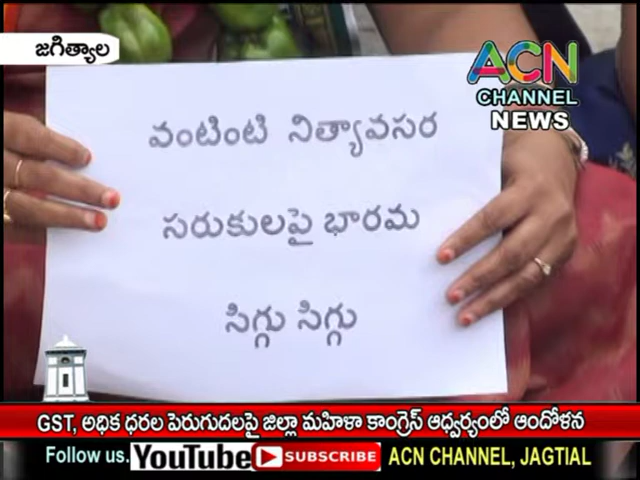 జగిత్యాల
ACN
CHANNEL
NEWS
వంటింటి నిత్యావసర
సరుకులపై భారమ
సిగ్గు సిగ్గు
GST, అధిక ధరల పెరుగుదలపై జిల్లా మహిళా కాంగ్రెస్ ఆధ్వర్యంలో ఆందోళన
Follow us. YouTube SUBSCRIBE ACN CHANNEL, JAGTIAL